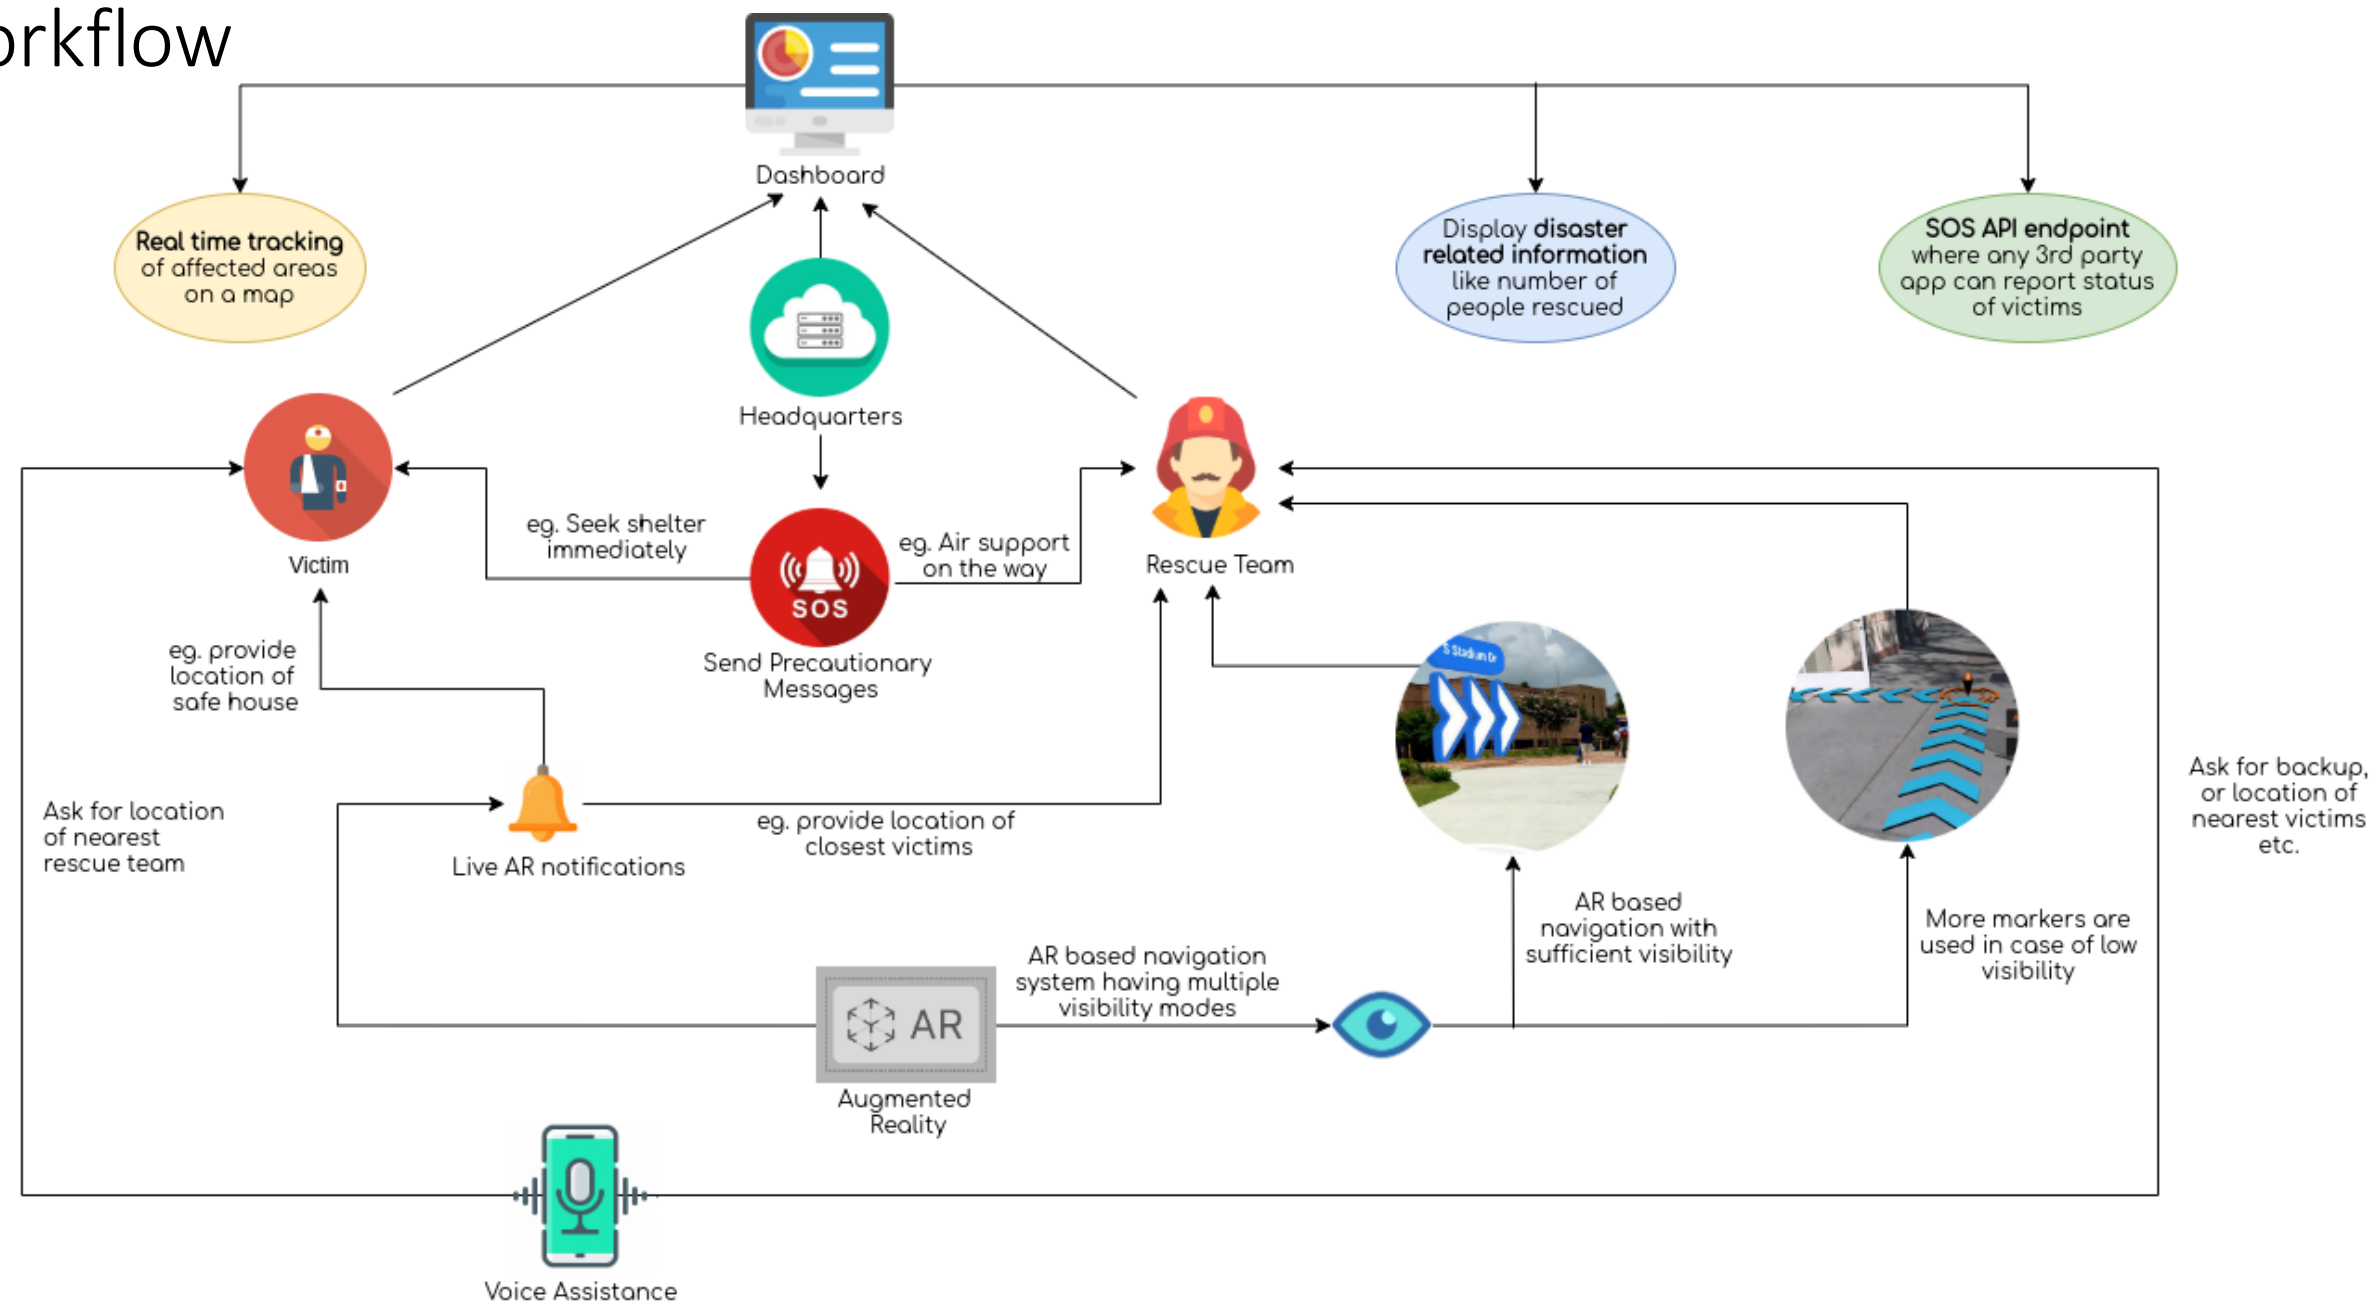 orkflow
Dashboard
Real time tracking
of affected areas
on a map
Display disaster
related information
like number of
people rescued
SOS API endpoint
where any 3rd party
app can report status
of victims
Headquarters
eg. Seek shelter
immediately
eg. Air support
on the way
Victim
Rescue Team
SOS
Send Precautionary
Messages
eg. provide
location of
safe house
S Stadium Dr
Ask for location
of nearest
rescue team
Live AR notifications
eg. provide location of
closest victims
Ask for backup,
or location of
nearest victims
etc.
AR based
navigation with
sufficient visibility
More markers are
used in case of low
visibility
AR based navigation
system having multiple
visibility modes
AR
Augmented
Reality
Voice Assistance